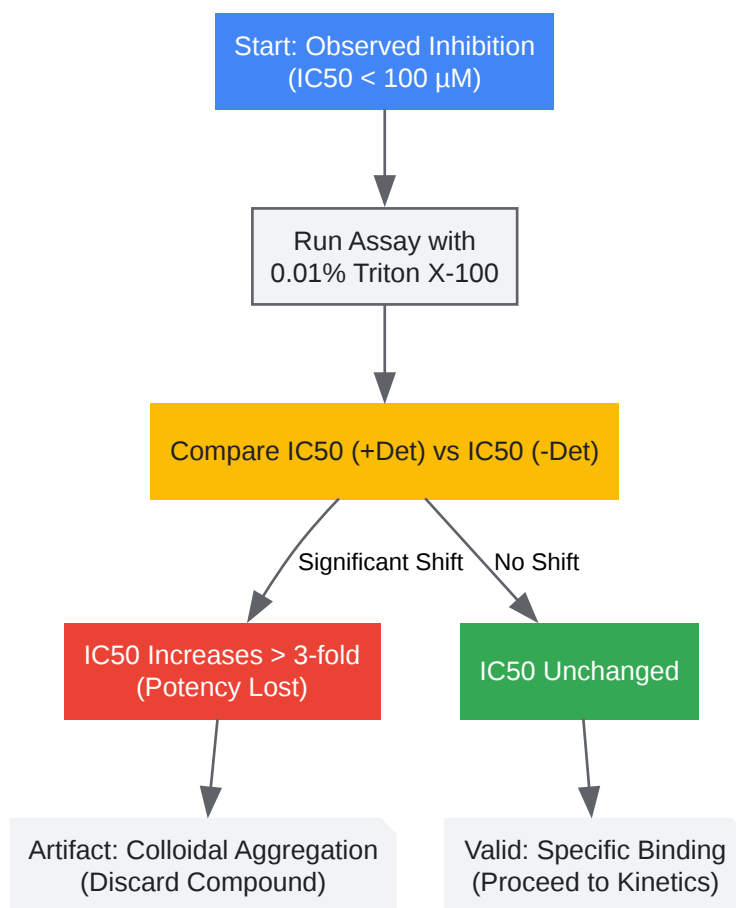 Start: Observed Inhibition
(IC50 < 100 µM)
Run Assay with
0.01% Triton X-100
Compare IC50 (+Det) vs IC50 (-Det)
Significant Shift
No Shift
IC50 Increases > 3-fold
(Potency Lost)
IC50 Unchanged
Artifact: Colloidal Aggregation
(Discard Compound)
Valid: Specific Binding
(Proceed to Kinetics)